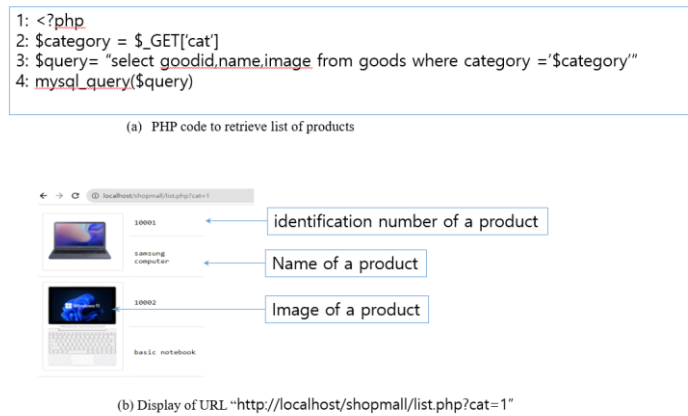 1: <?php
2: $category = $_GET['cat']
3: $query= “select goodid,name,image from goods where category ='$category'”
4: mysql_query($query)
(a) PHP code to retrieve list of products
localhost/shopmall/list.php?cat=1
10001
identification number of a product
samsung
computer
Name of a product
Windows 11
10002
Image of a product
basic notebook
(b) Display of URL “http://localhost/shopmall/list.php?cat=1”